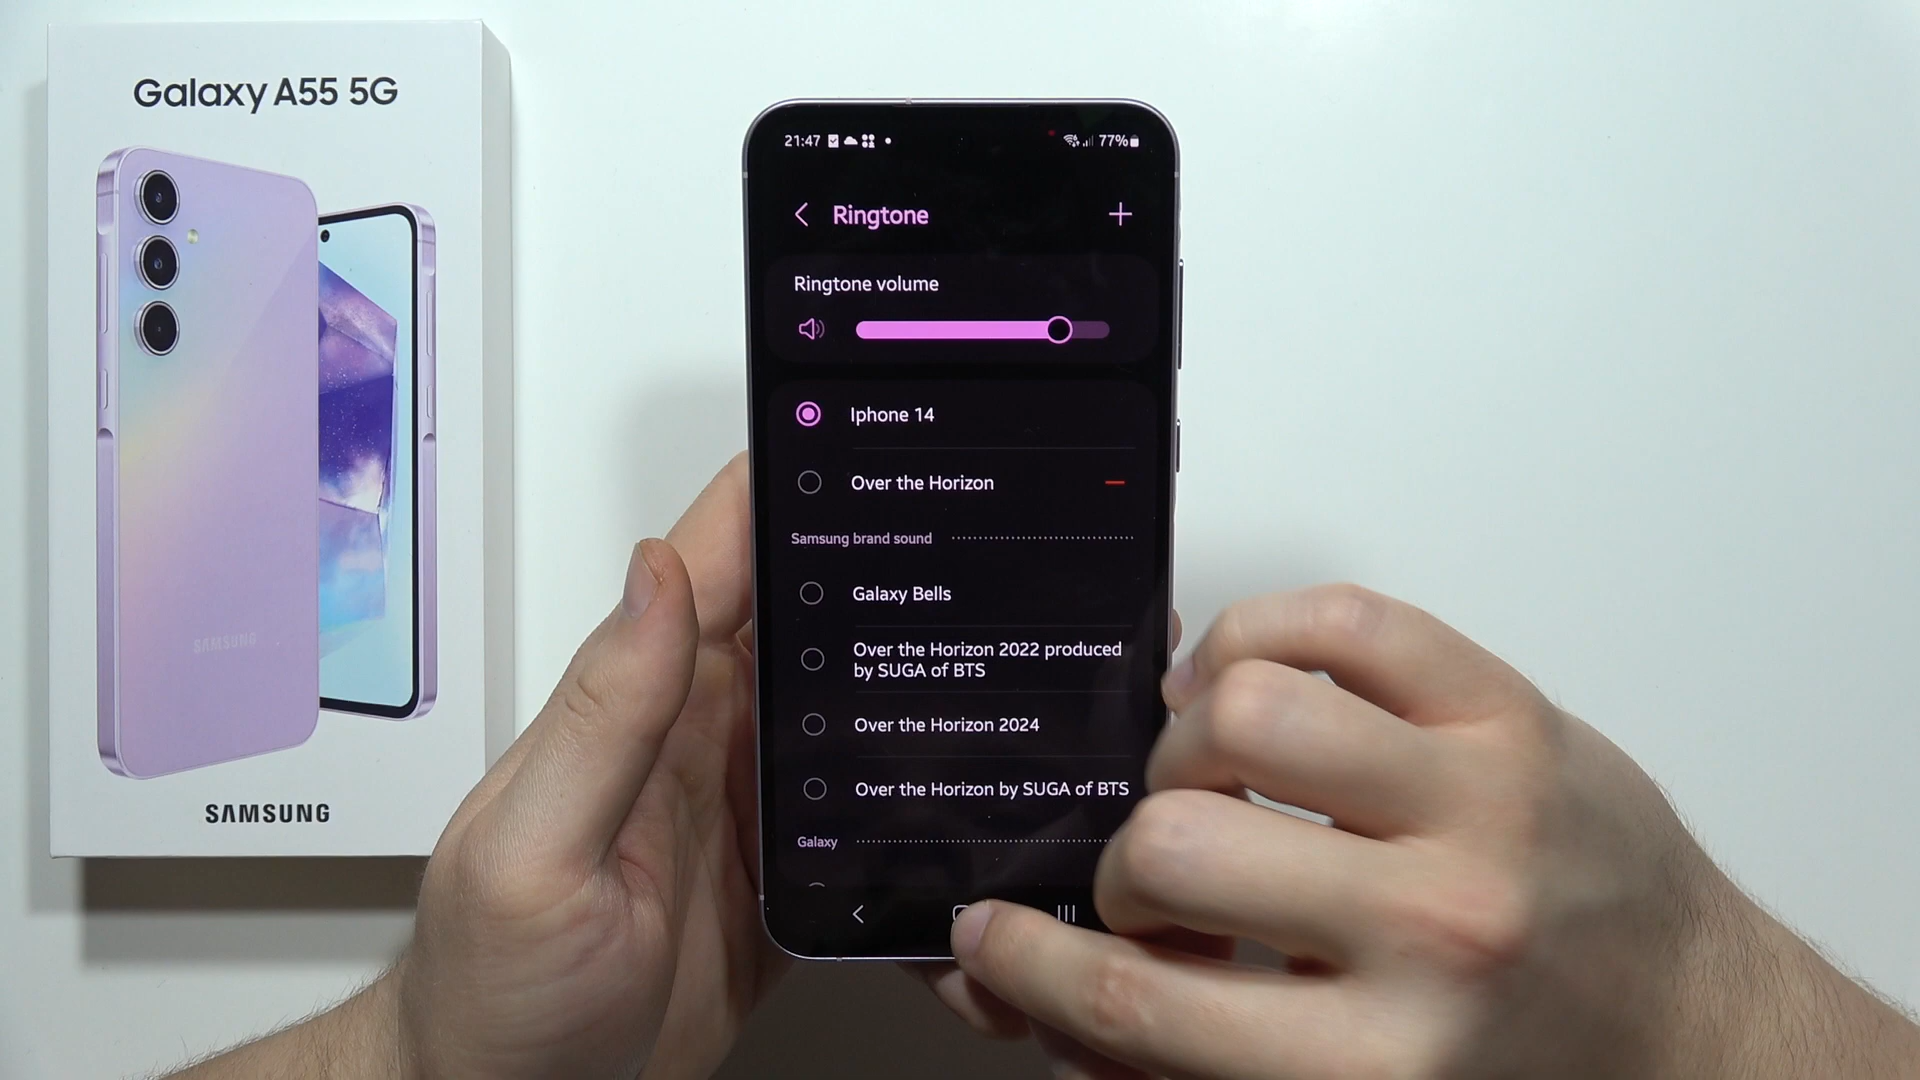 Galaxy A55 5G
SAMSUNG
SAMSUNG
21:47
77%
Ringtone
Ringtone volume
Iphone 14
Over the Horizon
Samsung brand sound
Galaxy Bells
Over the Horizon 2022 produced
by SUGA of BTS
Over the Horizon 2024
Over the Horizon by SUGA of BTS
Galaxy